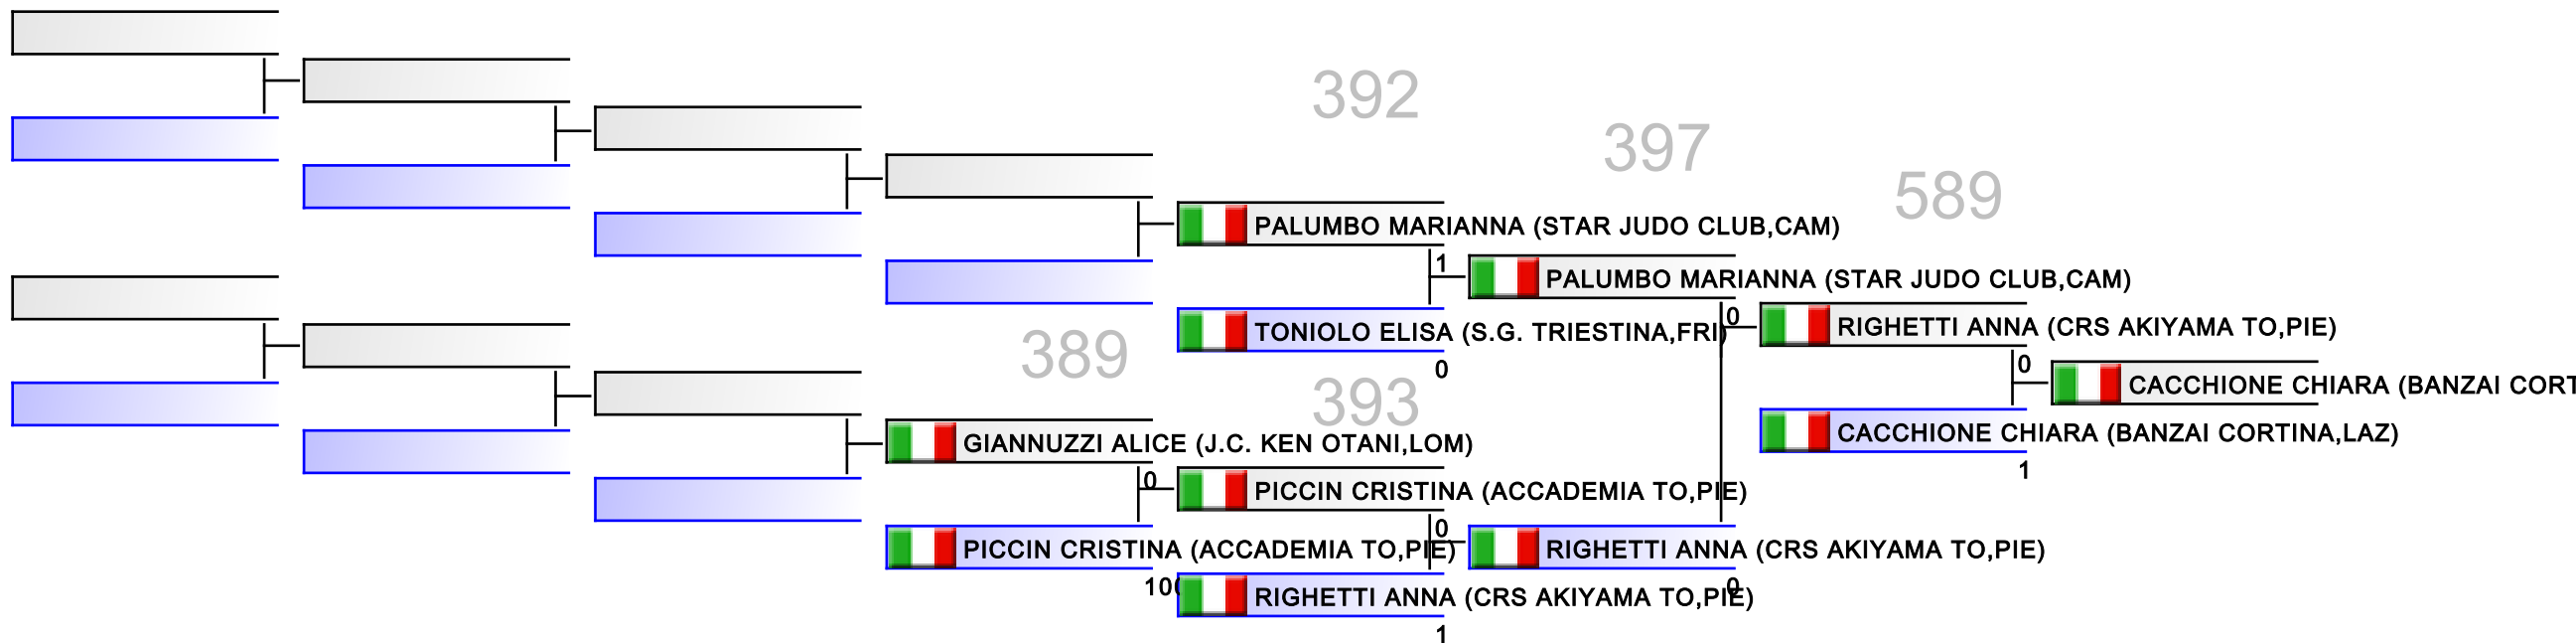 392
397
589
PALUMBO MARIANNA (STAR JUDO CLUB,CAM)
1
PALUMBO MARIANNA (STAR JUDO CLUB,CAM)
0
TONIOLO ELISA (S.G. TRIESTINA,FRI)
0
RIGHETTI ANNA (CRS AKIYAMA TO,PIE)
0
CACCHIONE CHIARA (BANZAI CORT
CACCHIONE CHIARA (BANZAI CORTINA,LAZ)
1
389
393
GIANNUZZI ALICE (J.C. KEN OTANI,LOM)
0
PICCIN CRISTINA (ACCADEMIA TO,PIE)
0
PICCIN CRISTINA (ACCADEMIA TO,PIE)
RIGHETTI ANNA (CRS AKIYAMA TO,PIE)
0
RIGHETTI ANNA (CRS AKIYAMA TO,PIE)
1